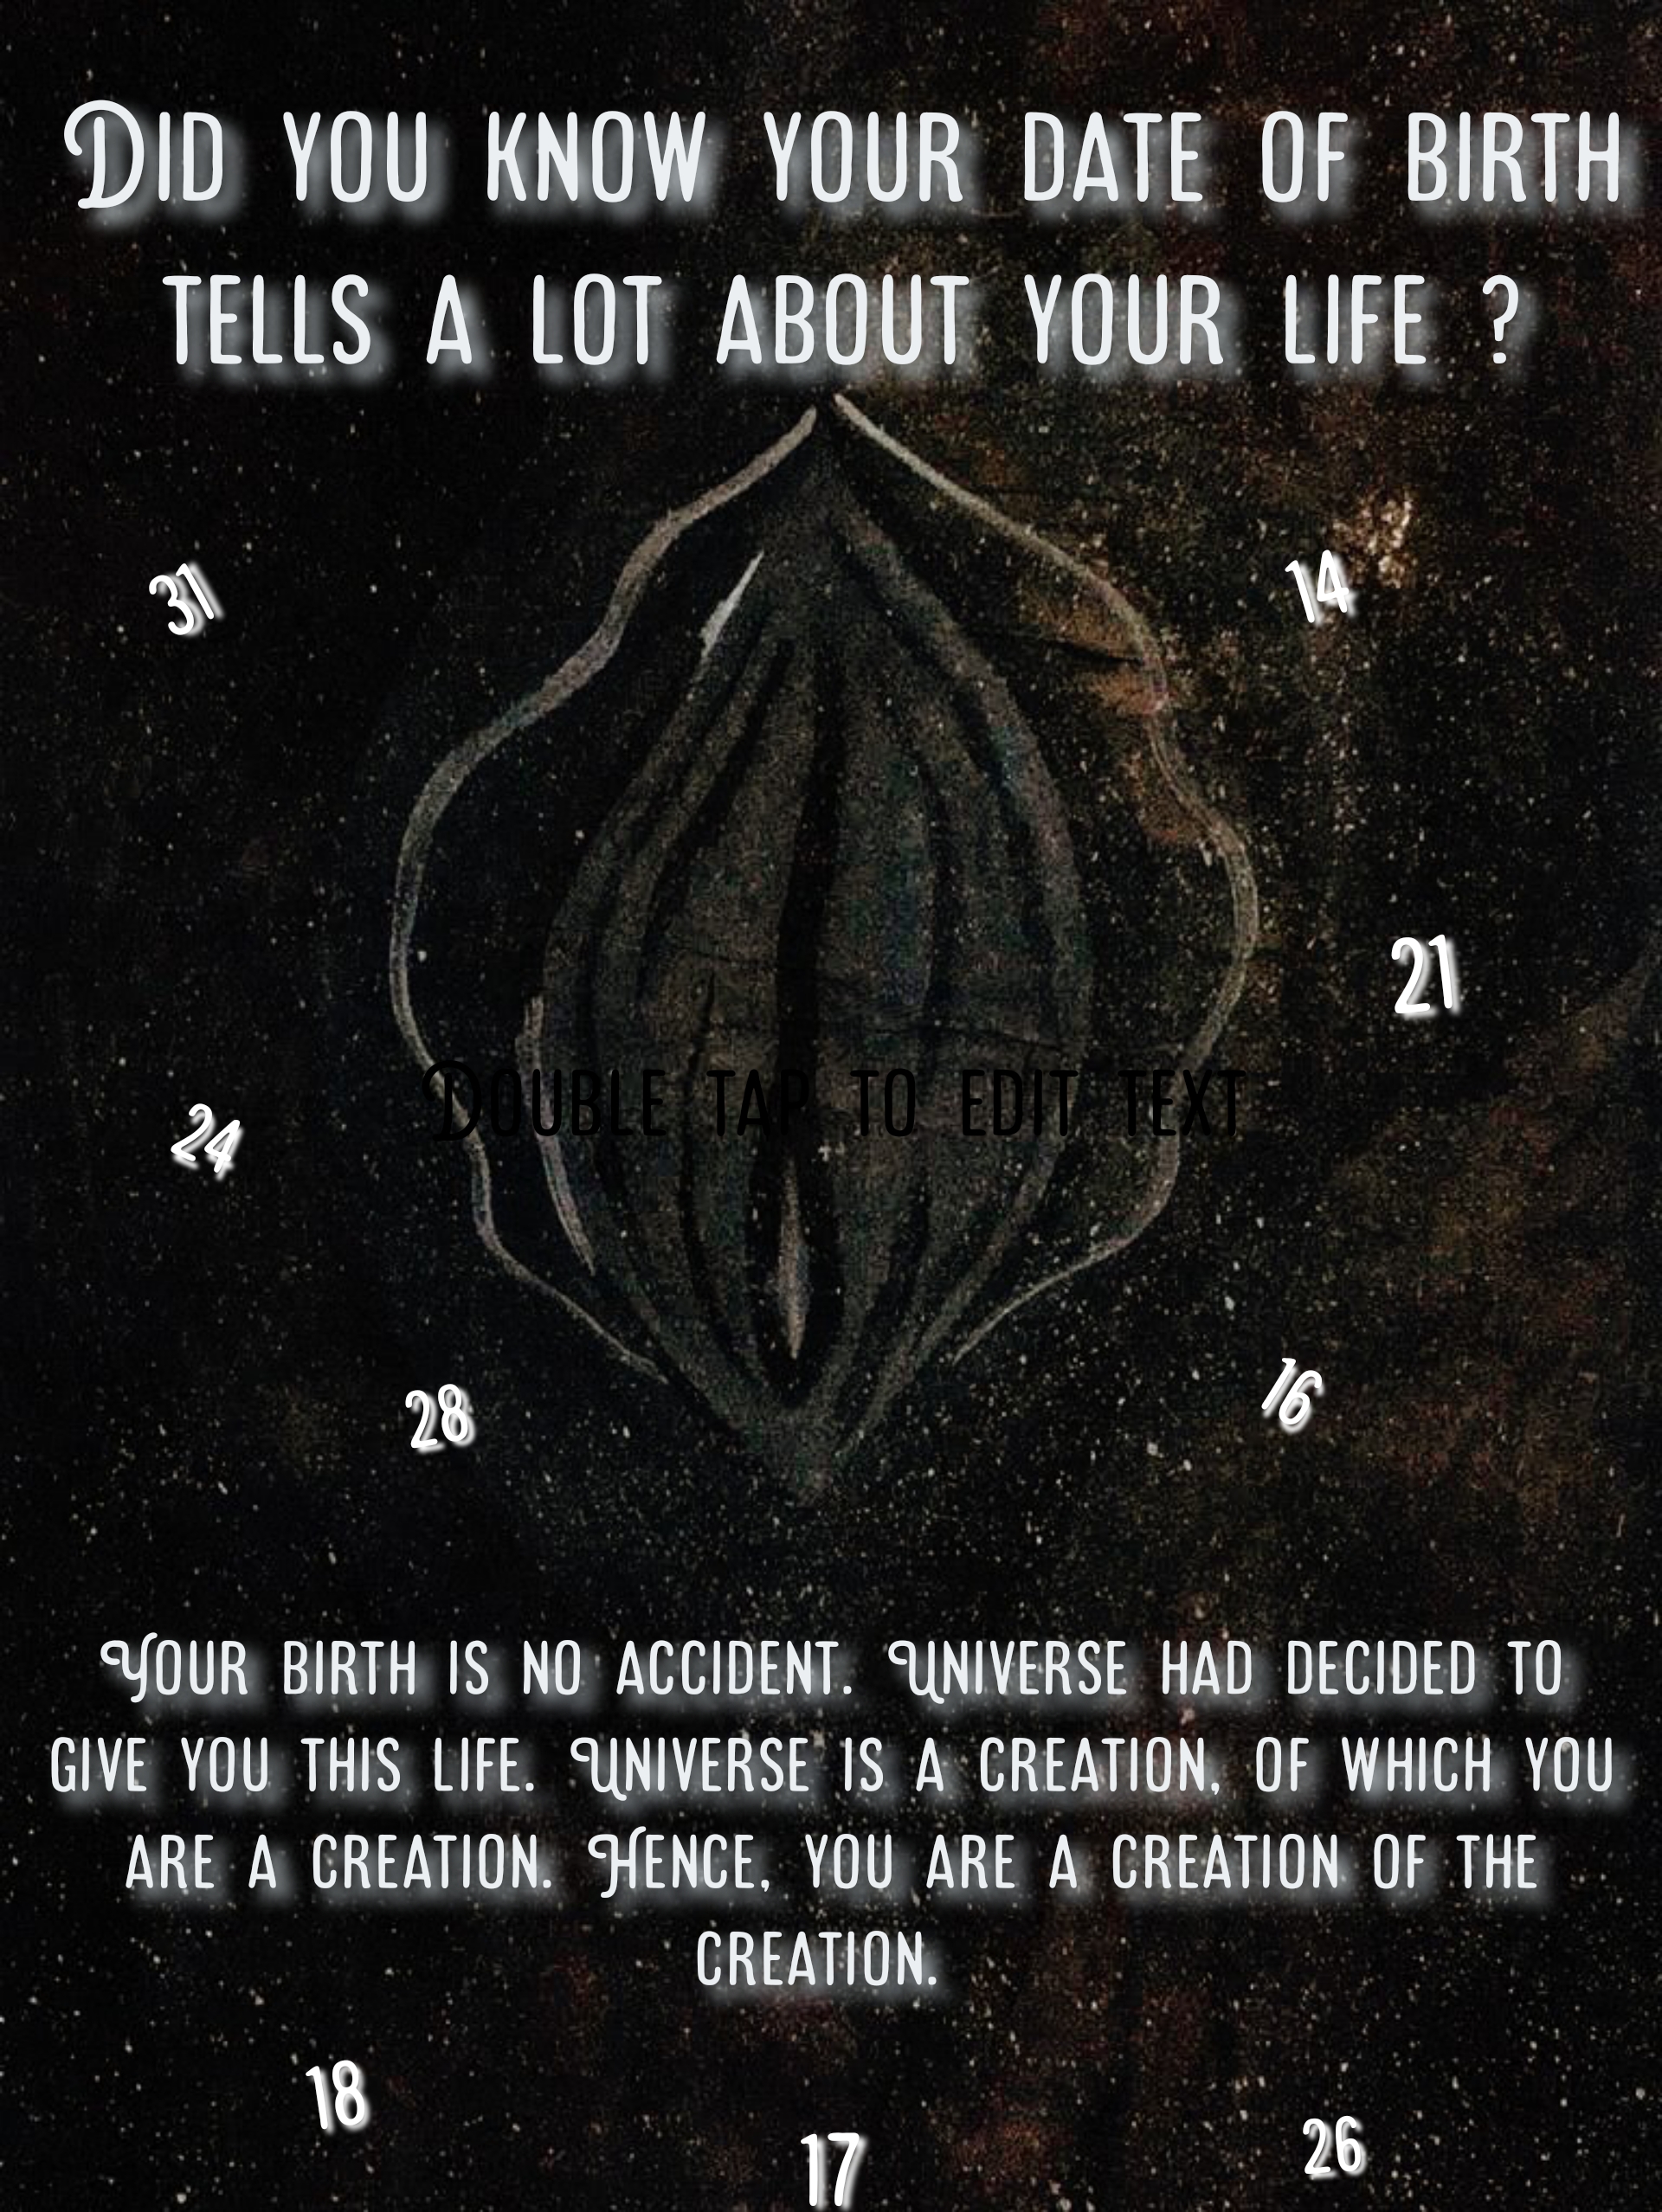 Did you know your date of birth
tells a lot about your life ?
31
14
21
Double tap to edit text
24
28
16
Your birth is no accident. Universe had decided to
give you this life. Universe is a creation, of which you
are a creation. Hence, you are a creation of the
creation.
18
17
26